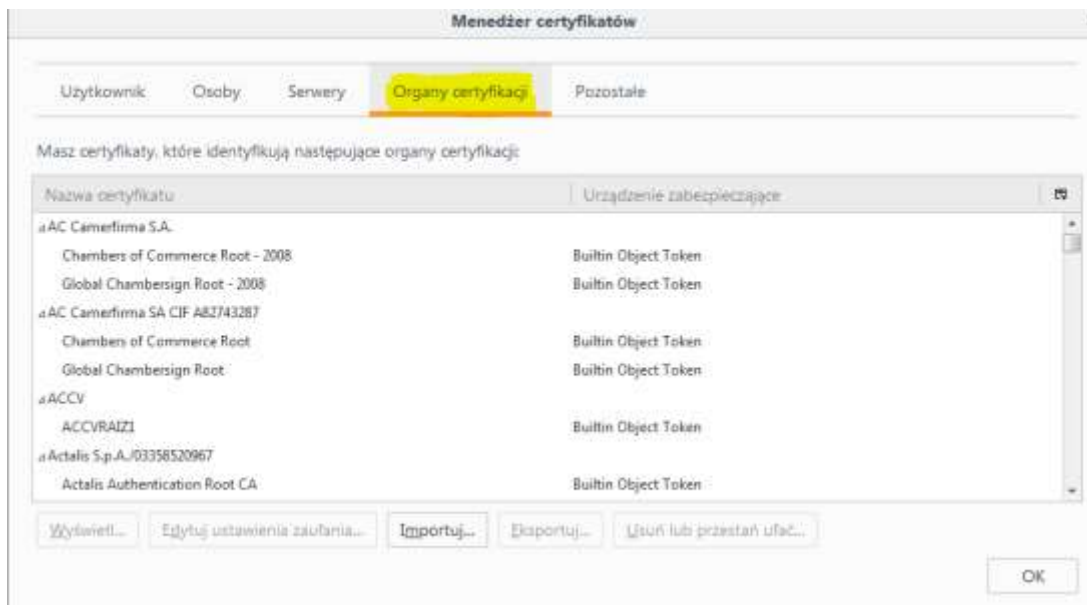 Menedżer certyfikatów
Użytkownik Osoby Serwery Organy certyfikacji Pozostałe
Masz certyfikaty, które identyfikują następujące organy certyfikacji:
Nazwa certyfikatu Urządzenie zabezpieczające
AC Camerfirma S.A.
Chambers of Commerce Root - 2008 Builtin Object Token
Global Chambersign Root - 2008 Builtin Object Token
AC Camerfirma SA CIF A82743287
Chambers of Commerce Root Builtin Object Token
Global Chambersign Root Builtin Object Token
ACCV
ACCVRAIZ1 Builtin Object Token
Actalis S.p.A./03358520967
Actalis Authentication Root CA Builtin Object Token
Wyświetl... Edytuj ustawienia zaufania... Importuj... Eksportuj... Usuń lub przestań ufać...
OK